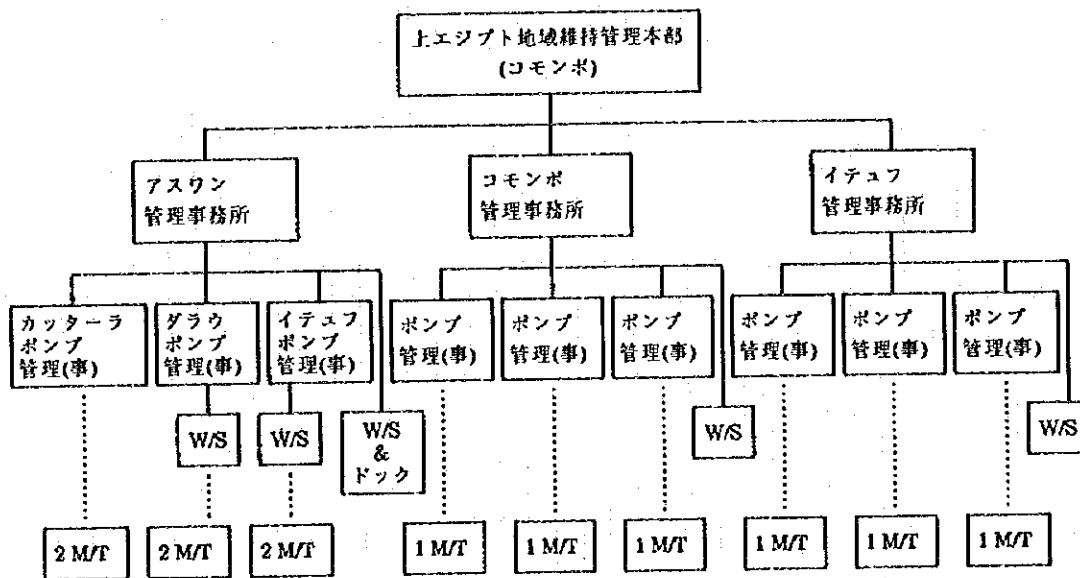 上エジプト地域維持管理本部
(コモンボ)
アスワン
管理事務所
コモンボ
管理事務所
イテュフ
管理事務所
カッターラ
ポンプ
管理(事)
ダラウ
ポンプ
管理(事)
イテュフ
ポンプ
管理(事)
ポンプ
管理(事)
ポンプ
管理(事)
ポンプ
管理(事)
ポンプ
管理(事)
ポンプ
管理(事)
ポンプ
管理(事)
W/S
W/S
W/S
&
ドック
W/S
W/S
2 M/T
2 M/T
2 M/T
1 M/T
1 M/T
1 M/T
1 M/T
1 M/T
1 M/T